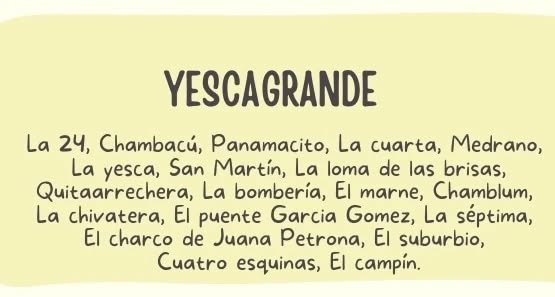 YESCAGRANDE
La 24, Chambacú, Panamacito, La cuarta, Medrano,
La yesca, San Martín, La loma de las brisas,
Quitaarrechera, La bombería, El marne, Chamblum,
La chivatera, El puente Garcia Gomez, La séptima,
El charco de Juana Petrona, El suburbio,
Cuatro esquinas, El campín.